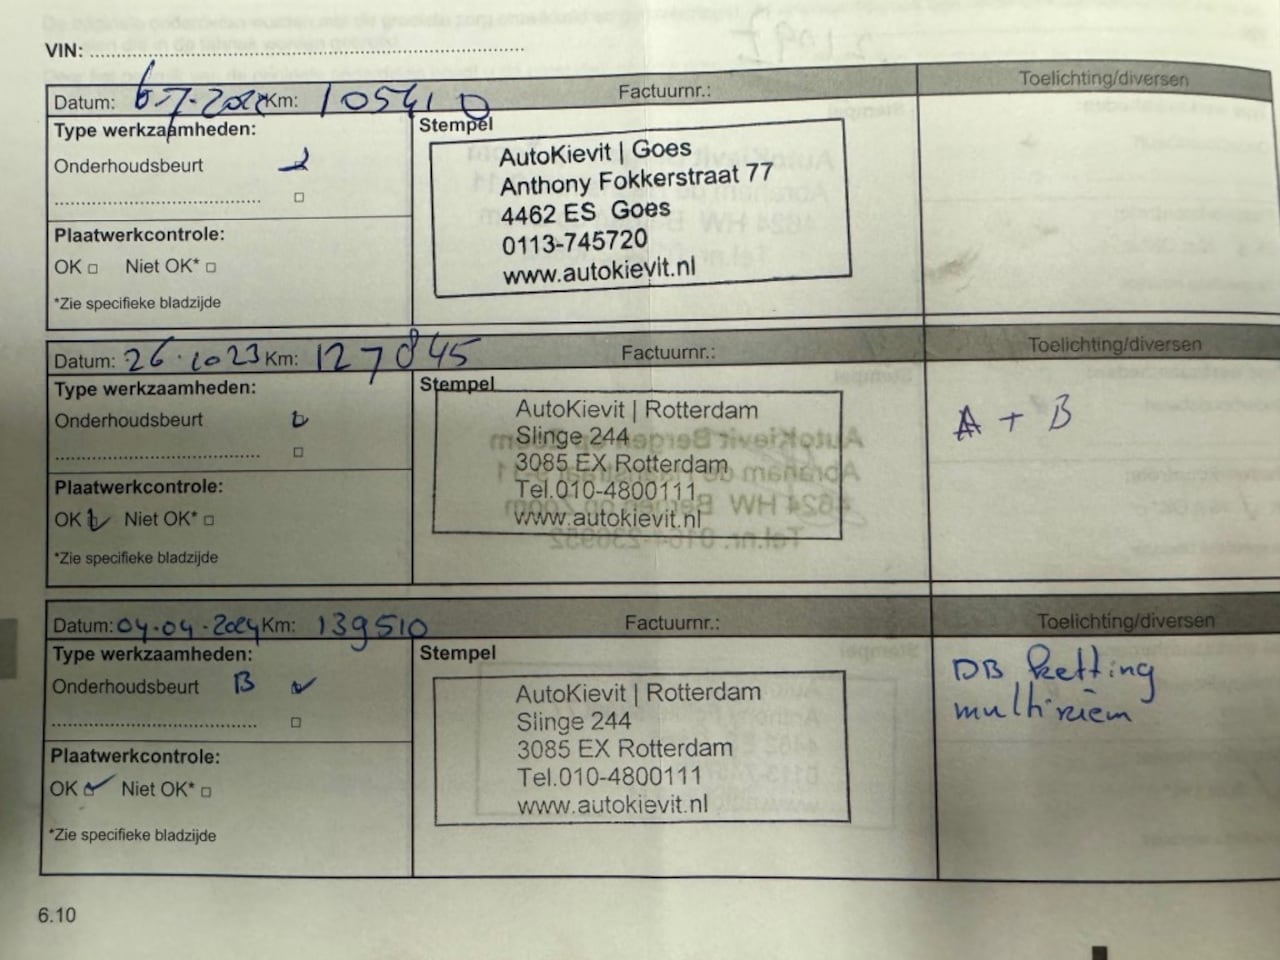 VIN:
Datum: 6-7-2022 Km: 105410 Factuurnr.: Toelichting/diversen
Type werkzaamheden: Stempel
Onderhoudsbeurt
AutoKievit | Goes
Anthony Fokkerstraat 77
4462 ES Goes
0113-745720
www.autokievit.nl
Plaatwerkcontrole:
OK □ Niet OK* □
*Zie specifieke bladzijde
Datum: 26·10 23 Km: 127845 Factuurnr.: Toelichting/diversen
Type werkzaamheden: Stempel
Onderhoudsbeurt
A + B
AutoKievit | Rotterdam
Slinge 244
3085 EX Rotterdam
Tel.010-4800111
www.autokievit.nl
Plaatwerkcontrole:
OK Niet OK* □
*Zie specifieke bladzijde
Datum: 04·04·2024 Km: 139510 Factuurnr.: Toelichting/diversen
Type werkzaamheden: Stempel
Onderhoudsbeurt B
DB ketting
multiriem
AutoKievit | Rotterdam
Slinge 244
3085 EX Rotterdam
Tel.010-4800111
www.autokievit.nl
Plaatwerkcontrole:
OK Niet OK* □
*Zie specifieke bladzijde
6.10